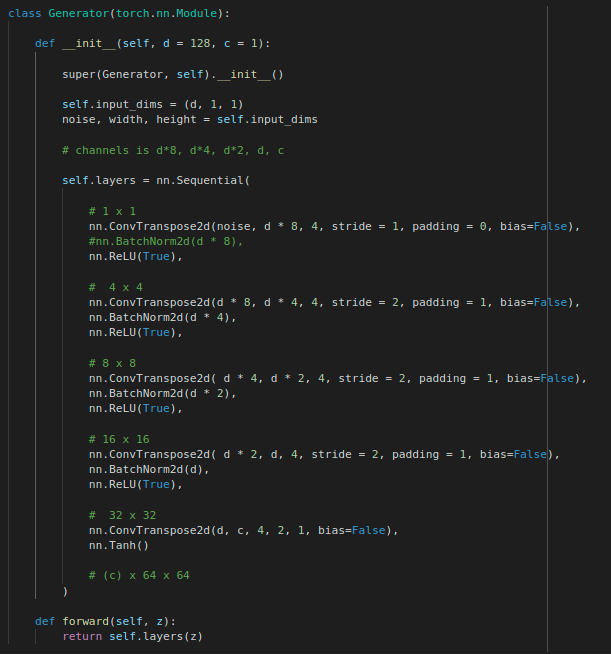 class Generator(torch.nn.Module):
def __init__(self, d = 128, c = 1):
super(Generator, self).__init__()
self.input_dims = (d, 1, 1)
noise, width, height = self.input_dims
# channels is d*8, d*4, d*2, d, c
self.layers = nn.Sequential(
# 1 x 1
nn.ConvTranspose2d(noise, d * 8, 4, stride = 1, padding = 0, bias=False),
#nn.BatchNorm2d(d * 8),
nn.ReLU(True),
#  4 x 4
nn.ConvTranspose2d(d * 8, d * 4, 4, stride = 2, padding = 1, bias=False),
nn.BatchNorm2d(d * 4),
nn.ReLU(True),
# 8 x 8
nn.ConvTranspose2d( d * 4, d * 2, 4, stride = 2, padding = 1, bias=False),
nn.BatchNorm2d(d * 2),
nn.ReLU(True),
# 16 x 16
nn.ConvTranspose2d( d * 2, d, 4, stride = 2, padding = 1, bias=False),
nn.BatchNorm2d(d),
nn.ReLU(True),
#  32 x 32
nn.ConvTranspose2d(d, c, 4, 2, 1, bias=False),
nn.Tanh()
# (c) x 64 x 64
)
def forward(self, z):
return self.layers(z)